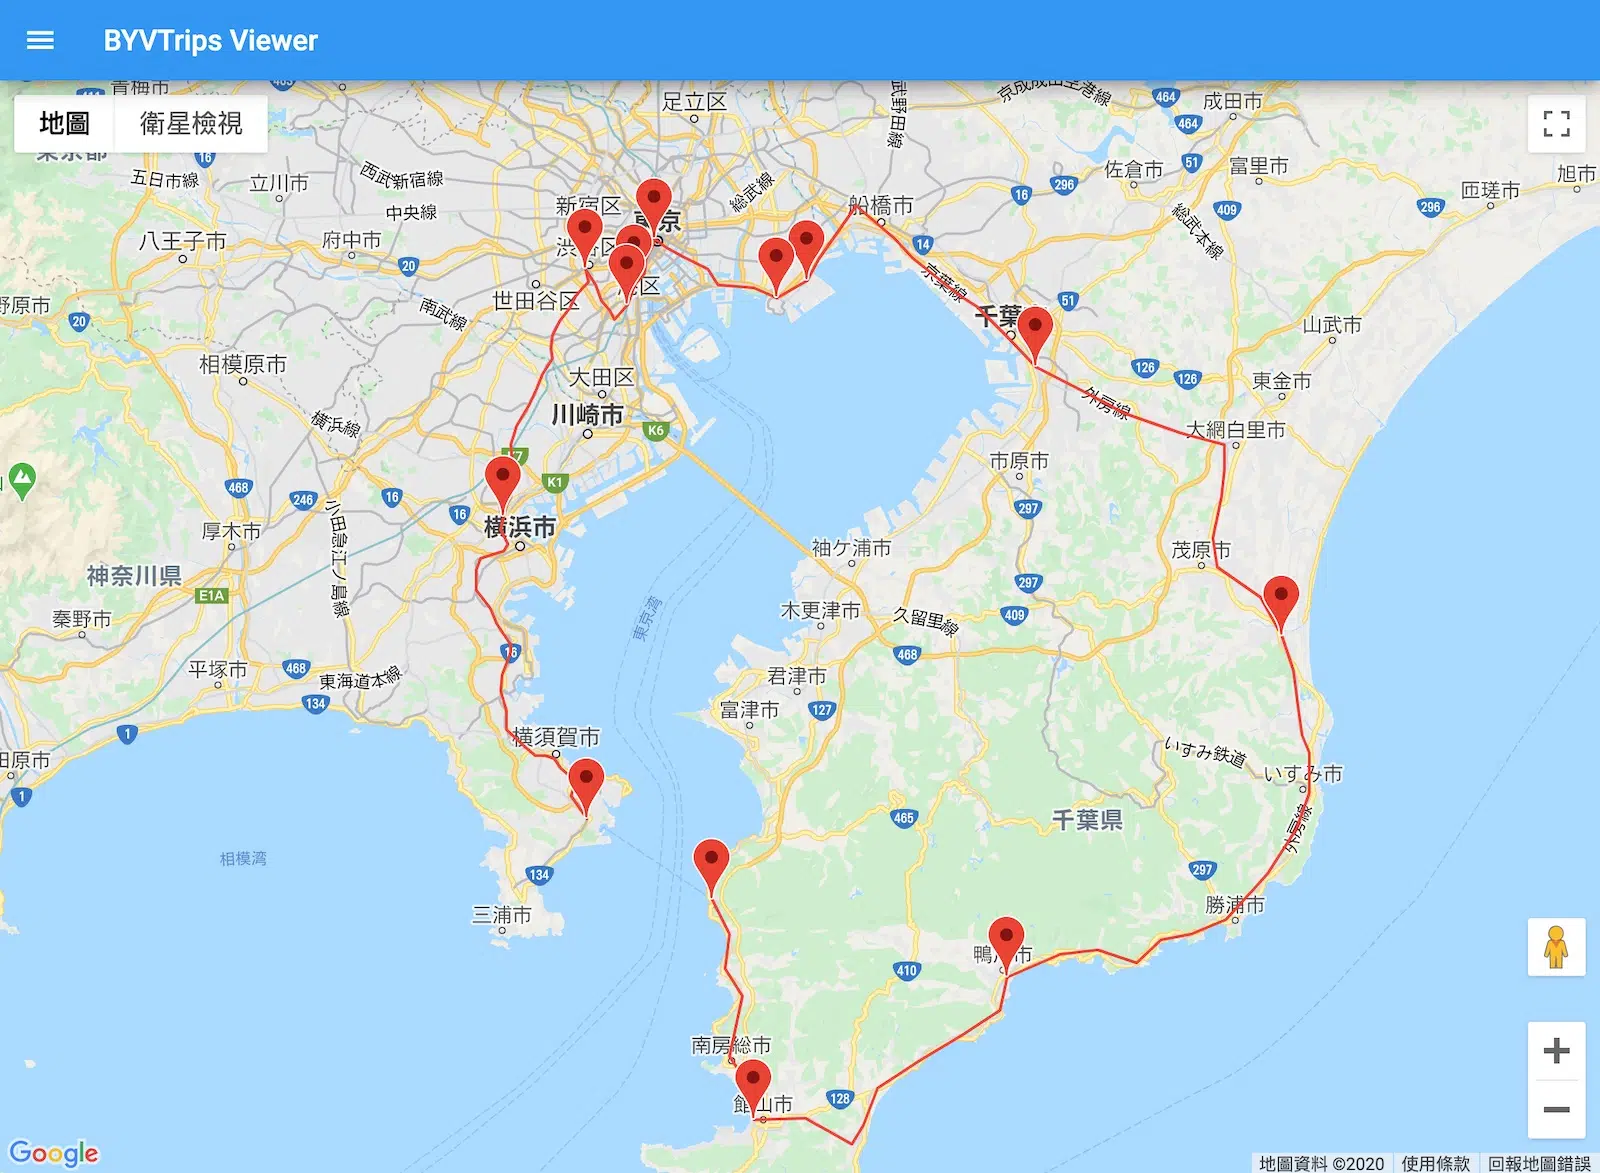 BYVTrips Viewer
青梅市
足立区
武野田線
京成成田空港線
464
成田市
地圖
衛星檢視
東京都
16
464
五日市線
立川市
西武新宿線
総武線
佐倉市
51
富里市
旭市
中央線
新宿区
東京
船橋市
16
296
匝瑳市
296
409
総武本線
八王子市
府中市
渋谷区
14
20
世田谷区
港区
京葉線
51
野原市
20
南武線
千葉
山武市
相模原市
大田区
126
126
東金市
横浜線
川崎市
K6
外房線
大網白里市
K7
市原市
468
246
16
K1
297
16
厚木市
小田急江ノ島線
横浜市
袖ケ浦市
茂原市
神奈川県
E1A
297
秦野市
東京湾
木更津市
久留里線
409
16
468
平塚市
468
東海道本線
134
君津市
富津市
127
1
横須賀市
いすみ鉄道
いすみ市
田原市
1
465
千葉県
外房線
相模湾
134
297
三浦市
勝浦市
鴨川市
410
南房総市
館山市
128
Google
地圖資料 ©2020
使用條款
回報地圖錯誤